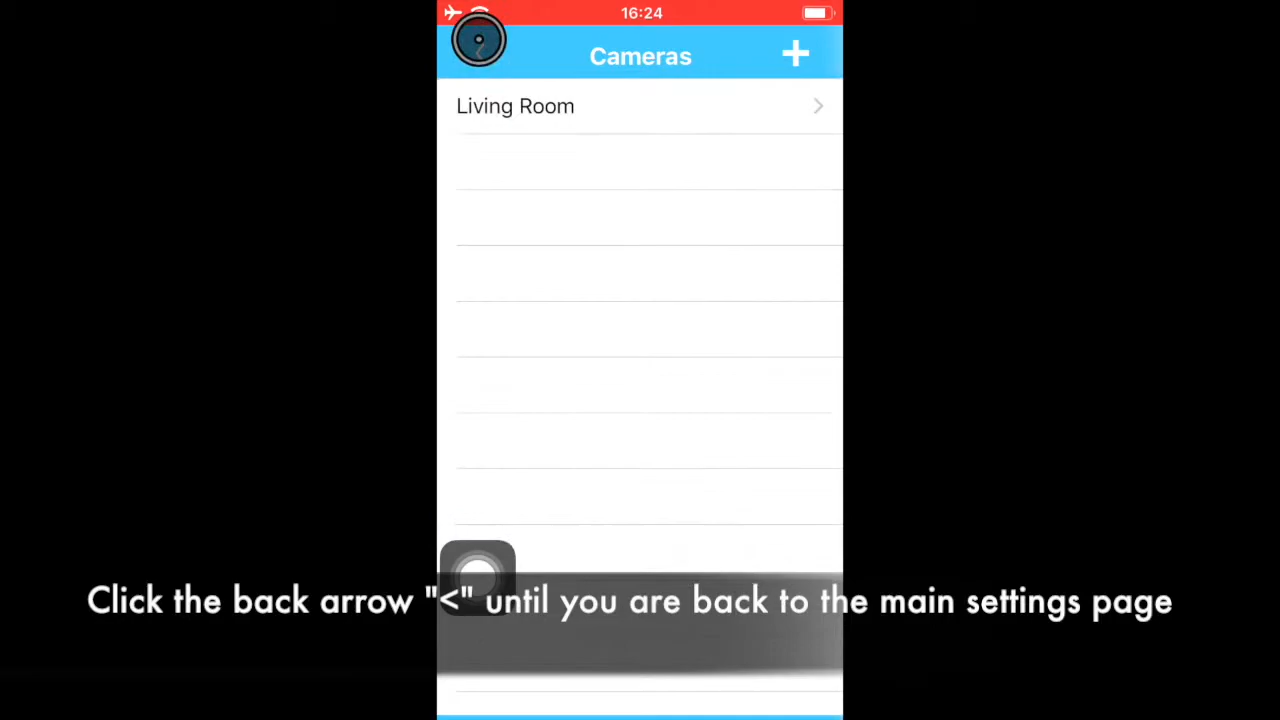 16:24
Cameras
Living Room
Click the back arrow "<" until you are back to the main settings page